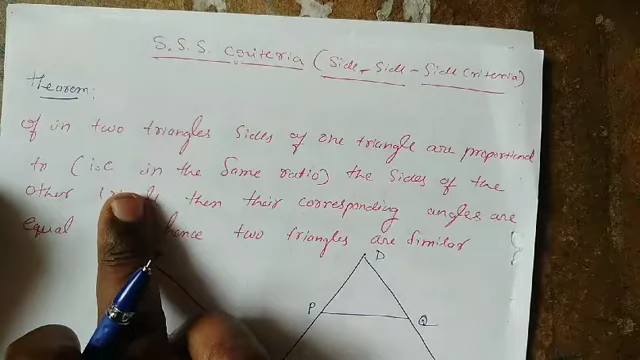 S.S.S. Coriteria (Side - Side - Side Criteria)
Theorem:
If in two triangles Sides of one triangle are proportional
to (i.e in the Same ratio) the Sides of the
other then their corresponding angles are
equal hence two triangles are Similar
D
P
Q